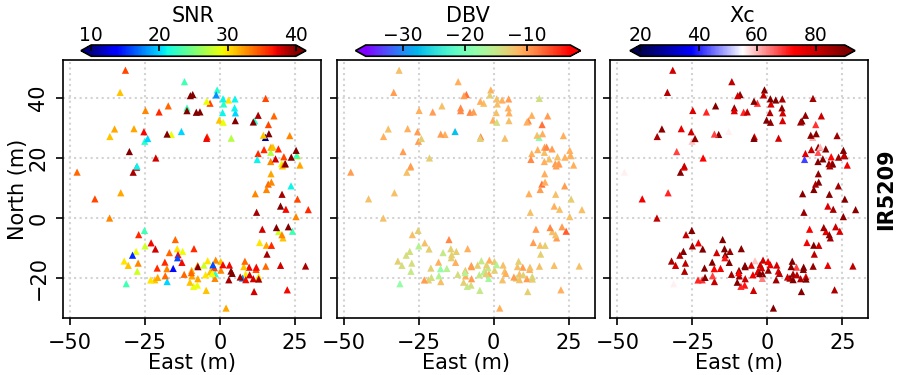 SNR DBV Xc
10 20 30 40 −30 −20 −10 20 40 60 80
40
20
0
−20
North (m)
IR5209
−50 −25 0 25 −50 −25 0 25 −50 −25 0 25
East (m) East (m) East (m)